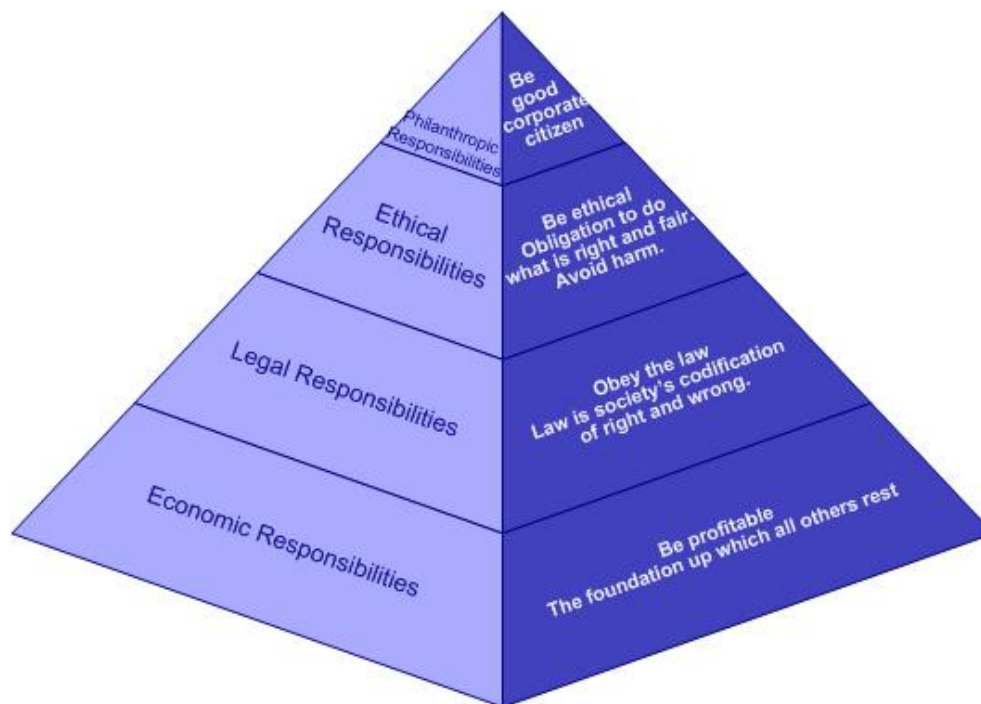 Philanthropic
Responsibilities
Be
good
corporate
citizen
Ethical
Responsibilities
Be ethical
Obligation to do
what is right and fair.
Avoid harm.
Legal Responsibilities
Obey the law
Law is society’s codification
of right and wrong.
Economic Responsibilities
Be profitable
The foundation up which all others rest